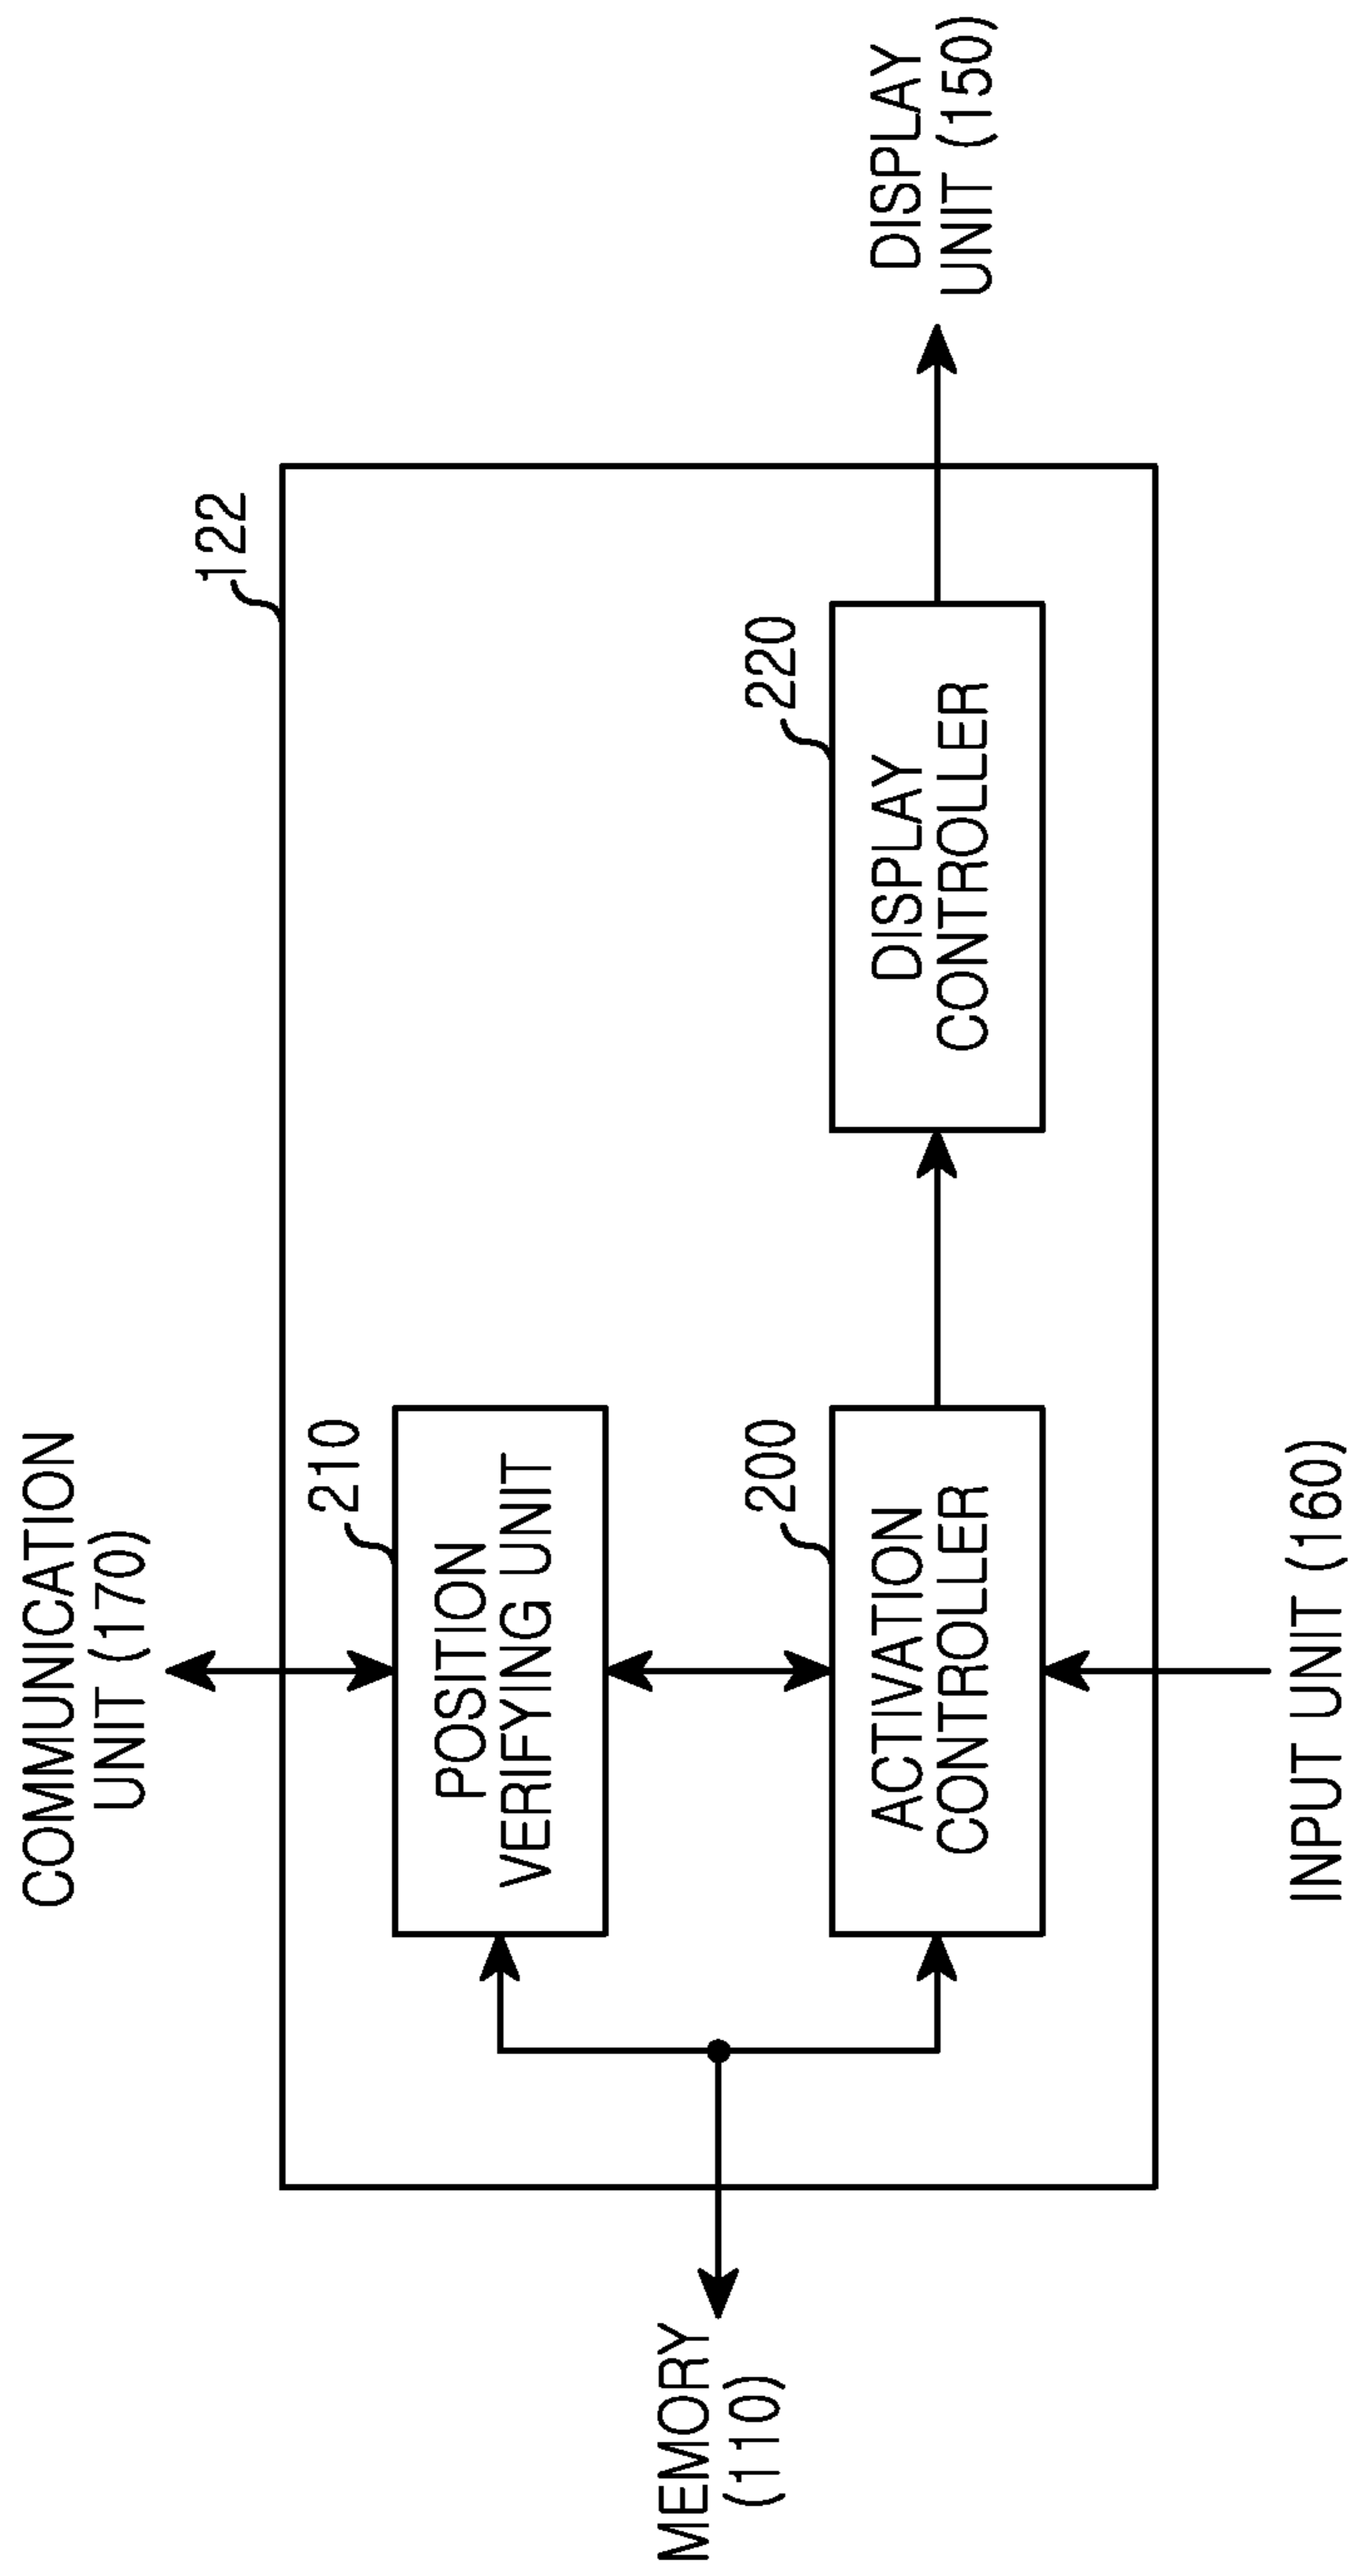 COMMUNICATION
UNIT (170)
122
210
POSITION
VERIFYING UNIT
MEMORY
(110)
200
ACTIVATION
CONTROLLER
220
DISPLAY
CONTROLLER
DISPLAY
UNIT (150)
INPUT UNIT (160)